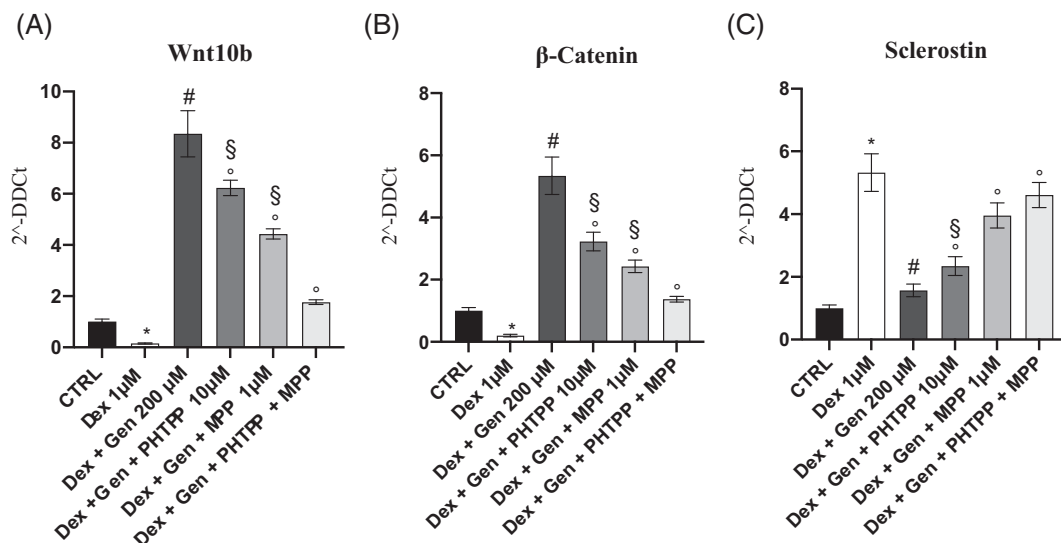 (A)
Wnt10b
2^-DDCt
10
8
6
4
2
0
#
§
°
§
°
°
*
CTRL
Dex 1µM
Dex + Gen 200 µM
Dex + Gen + PHTPP 10µM
Dex + Gen + MPP 1µM
Dex + Gen + PHTPP + MPP
(B)
β-Catenin
2^-DDCt
8
6
4
2
0
#
§
°
§
°
°
*
CTRL
Dex 1µM
Dex + Gen 200 µM
Dex + Gen + PHTPP 10µM
Dex + Gen + MPP 1µM
Dex + Gen + PHTPP + MPP
(C)
Sclerostin
2^-DDCt
8
6
4
2
0
*
#
§
°
°
°
CTRL
Dex 1µM
Dex + Gen 200 µM
Dex + Gen + PHTPP 10µM
Dex + Gen + MPP 1µM
Dex + Gen + PHTPP + MPP